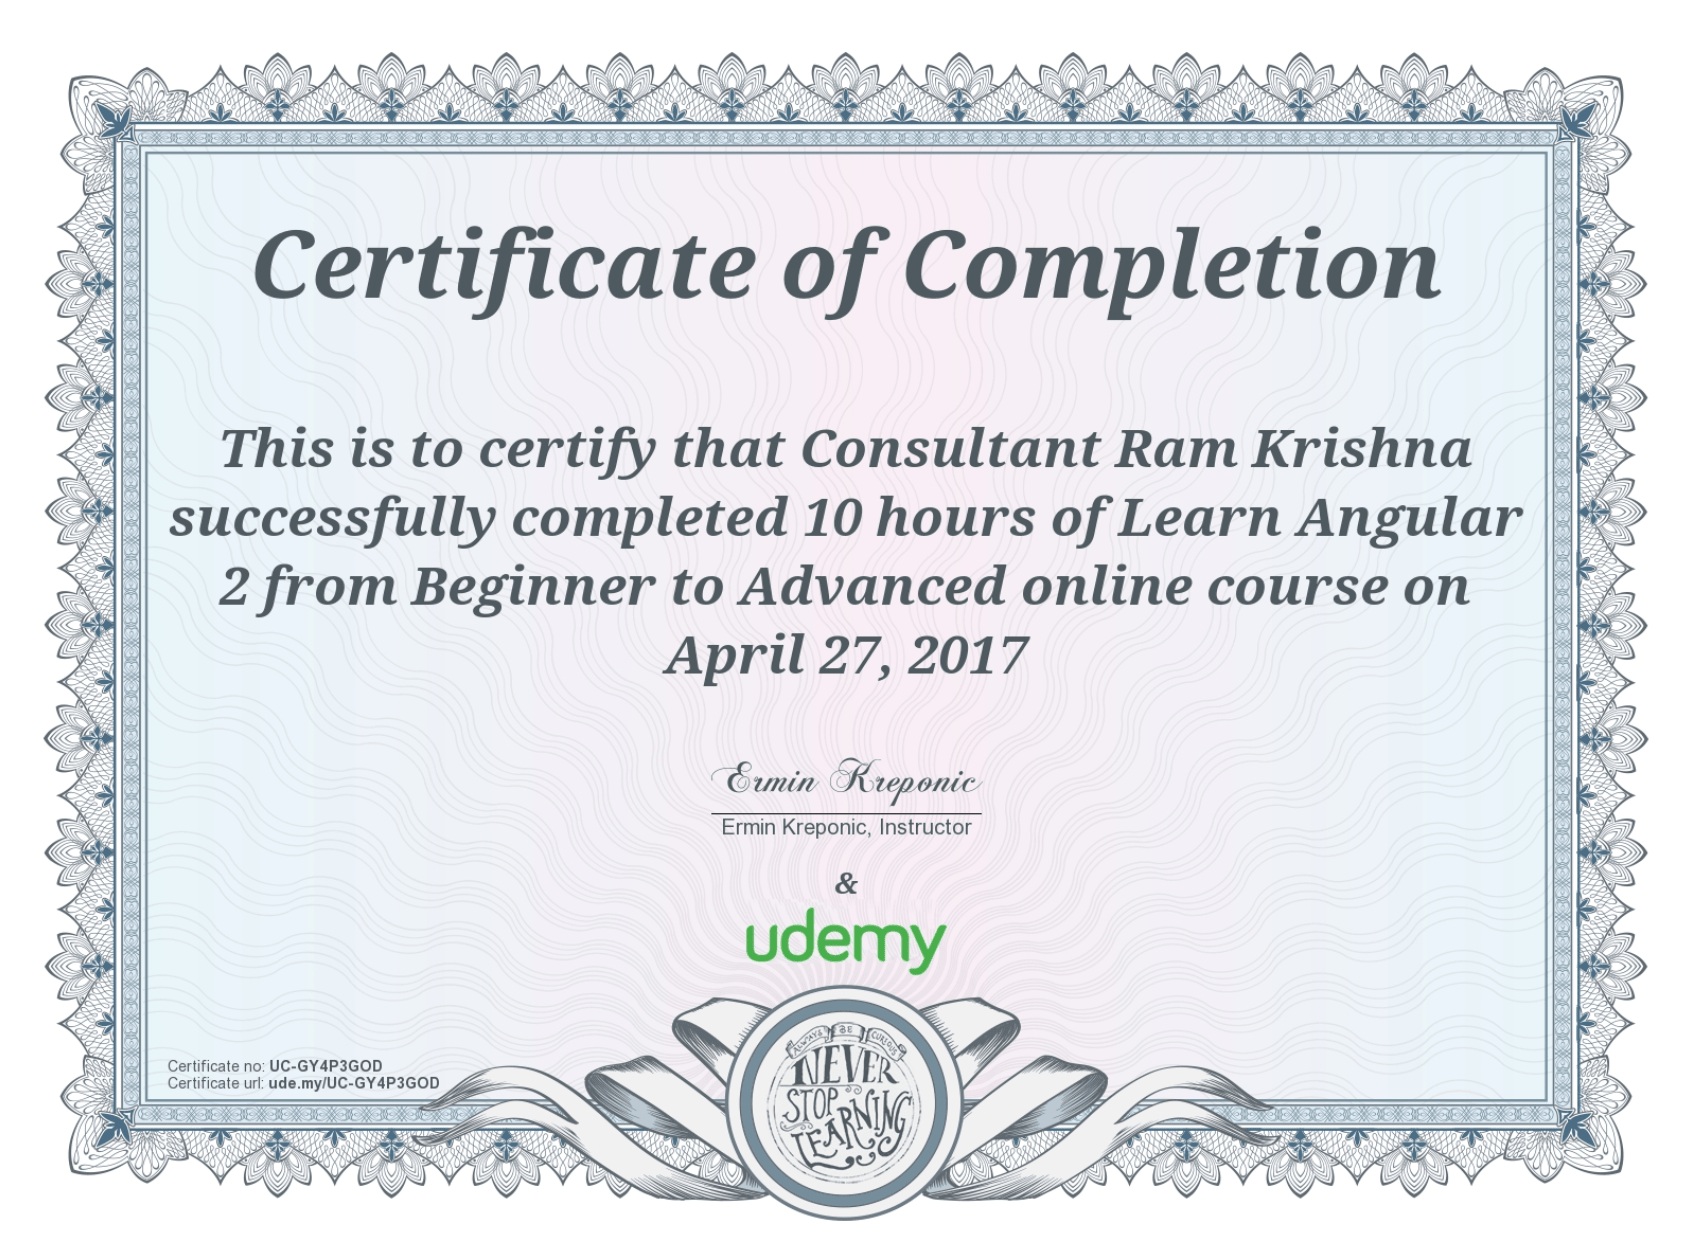 Certificate of Completion
This is to certify that Consultant Ram Krishna
successfully completed 10 hours of Learn Angular
2 from Beginner to Advanced online course on
April 27, 2017
Ermin Kreponic
Ermin Kreponic, Instructor
&
udemy
Certificate no: UC-GY4P3GOD
Certificate url: ude.my/UC-GY4P3GOD
ALWAYS BE CURIOUS
NEVER
STOP
LEARNING